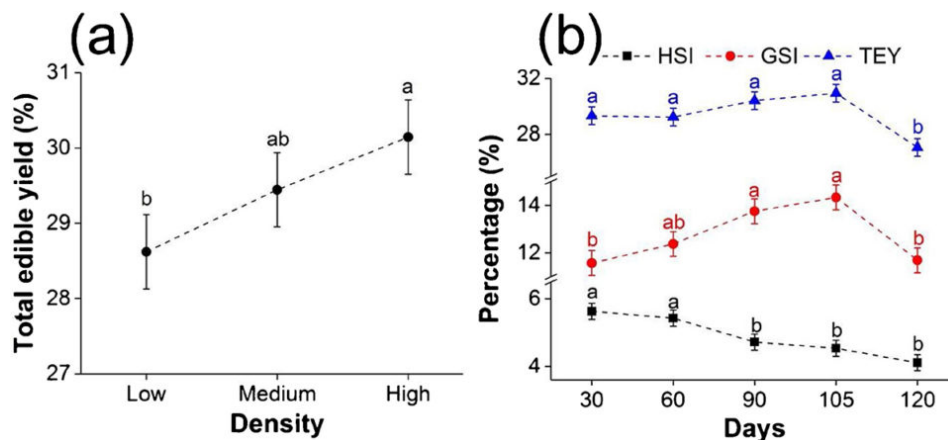 (a)
31
30
29
28
27
Total edible yield (%)
b
ab
a
Low Medium High
Density
(b)
HSI GSI TEY
32
28
14
12
6
4
Percentage (%)
a a a a b
b ab a a b
a a b b b
30 60 90 105 120
Days